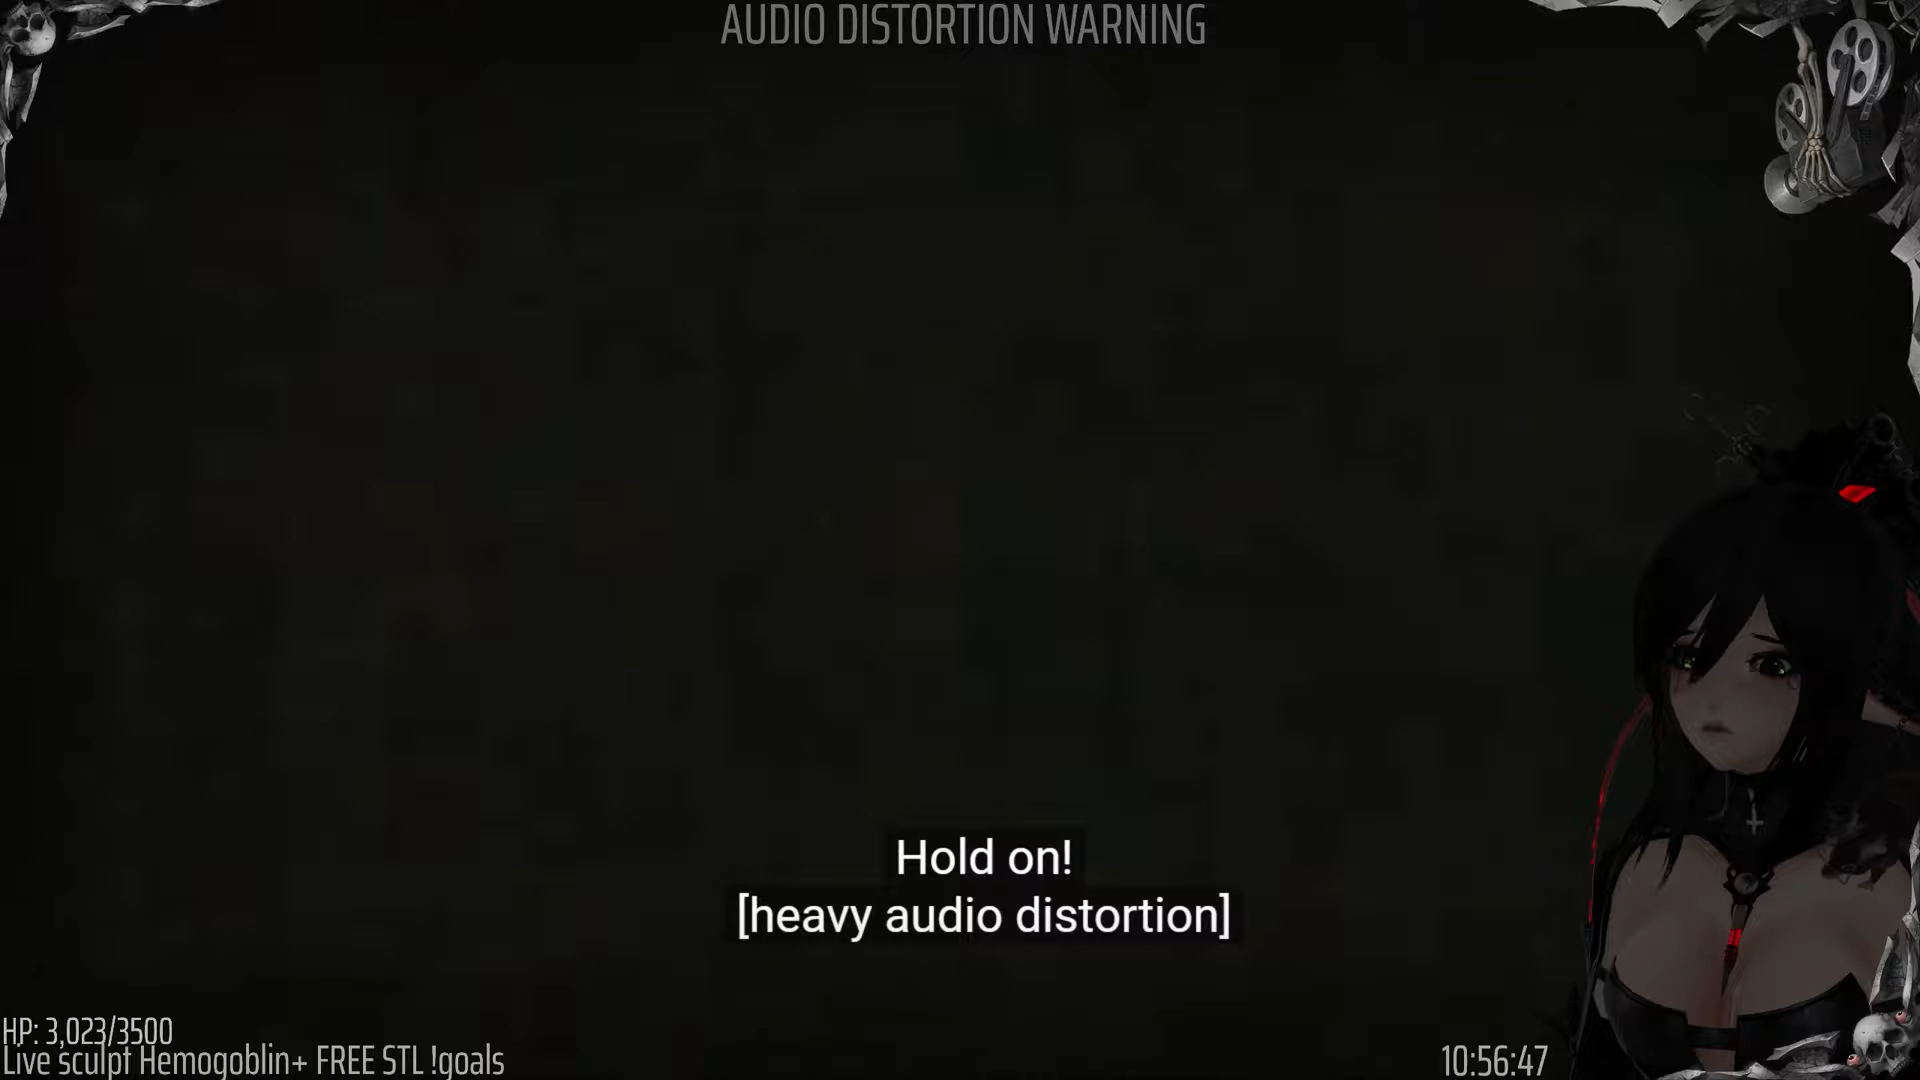 AUDIO DISTORTION WARNING
Hold on!
[heavy audio distortion]
HP: 3,023/3500
Live sculpt Hemogoblin+ FREE STL !goals
10:56:47